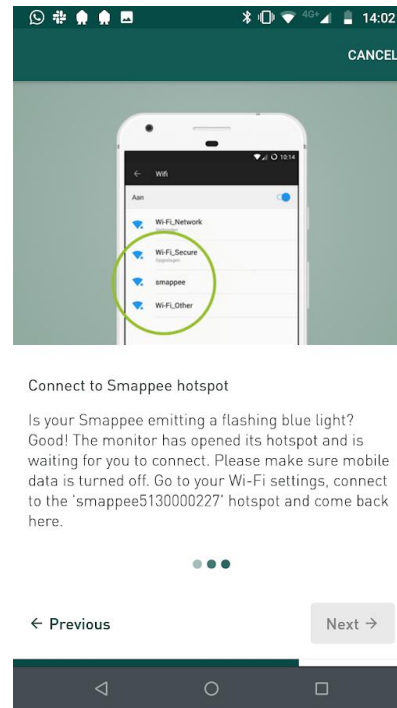 4G+ 14:02
CANCEL
10:14
Wifi
Aan
Wi-Fi_Network
Wi-Fi_Secure
Opgeslagen
smappee
Wi-Fi_Other
Connect to Smappee hotspot
Is your Smappee emitting a flashing blue light?
Good! The monitor has opened its hotspot and is
waiting for you to connect. Please make sure mobile
data is turned off. Go to your Wi-Fi settings, connect
to the 'smappee5130000227' hotspot and come back
here.
← Previous
Next →